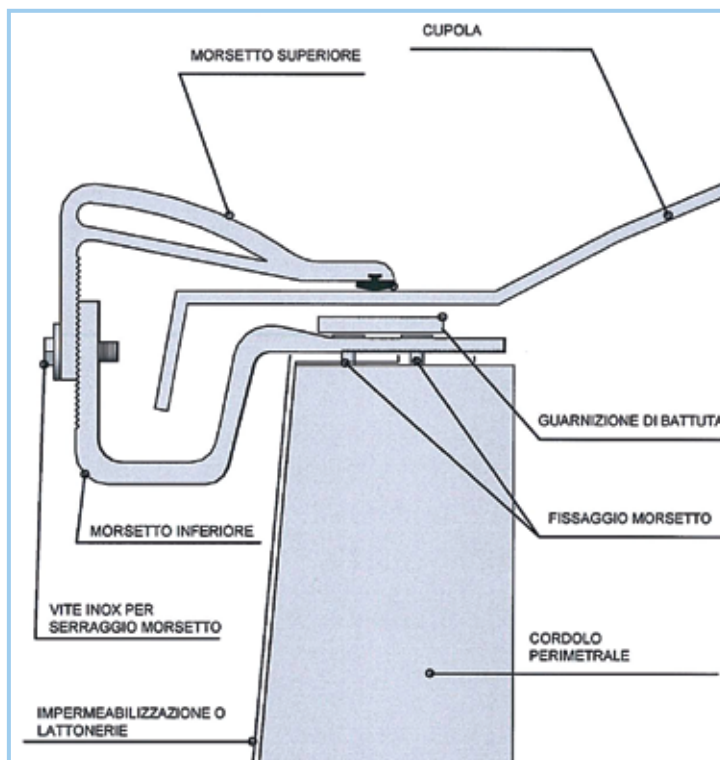 CUPOLA
MORSETTO SUPERIORE
GUARNIZIONE DI BATTUTA
FISSAGGIO MORSETTO
MORSETTO INFERIORE
VITE INOX PER
SERRAGGIO MORSETTO
CORDOLO
PERIMETRALE
IMPERMEABILIZZAZIONE O
LATTONERIE